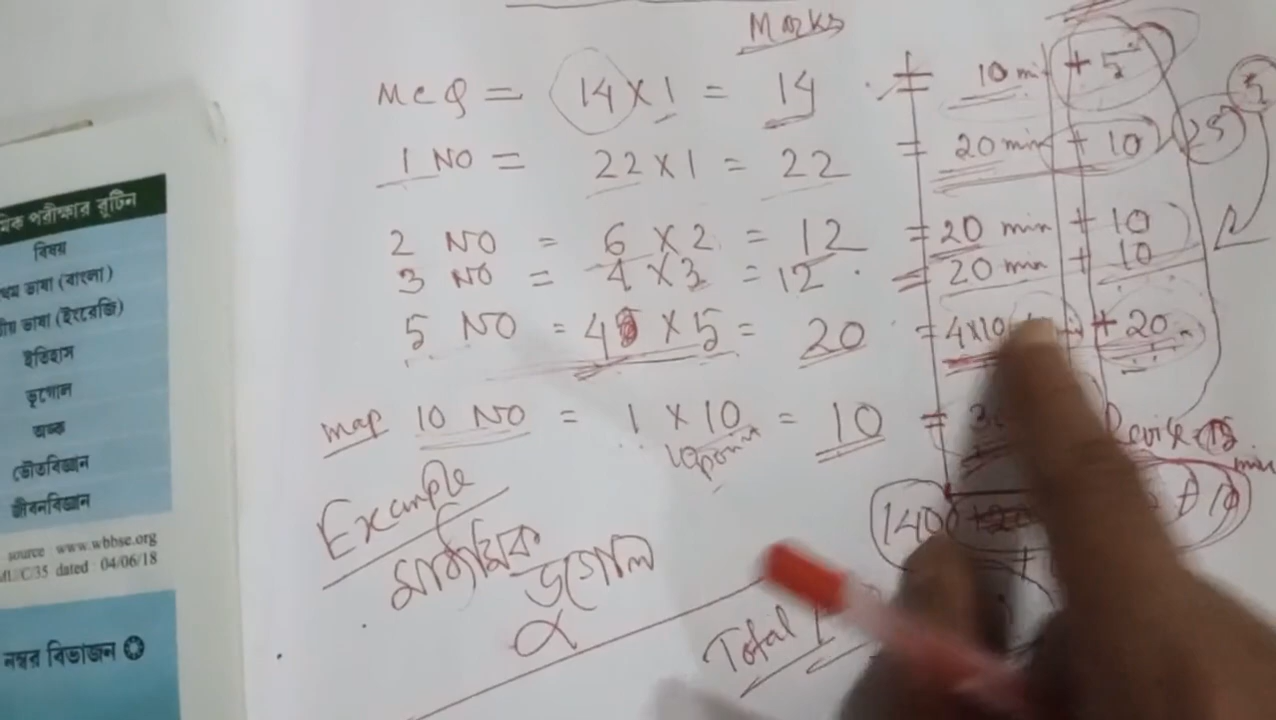 Marks
MCQ = 14 X 1 = 14 = 10 min + 5
1 NO = 22 X 1 = 22 = 20 min + 10 25 5
2 NO = 6 X 2 = 12 = 20 min + 10
3 NO = 4 X 3 = 12 = 20 min + 10
5 NO = 4 X 5 = 20 = 4X10 + 20
map 10 NO = 1 X 10 = 10 =
Revise
140
Example
মাধ্যমিক
ভূগোল
Total
মিক পরীক্ষার রুটিন
বিষয়
থম ভাষা (বাংলা)
তীয় ভাষা (ইংরেজি)
ইতিহাস
ভূগোল
অঙ্ক
ভৌতবিজ্ঞান
জীবনবিজ্ঞান
source www.wbbse.org
/C/35 dated : 04/06/18
নম্বর বিভাজন